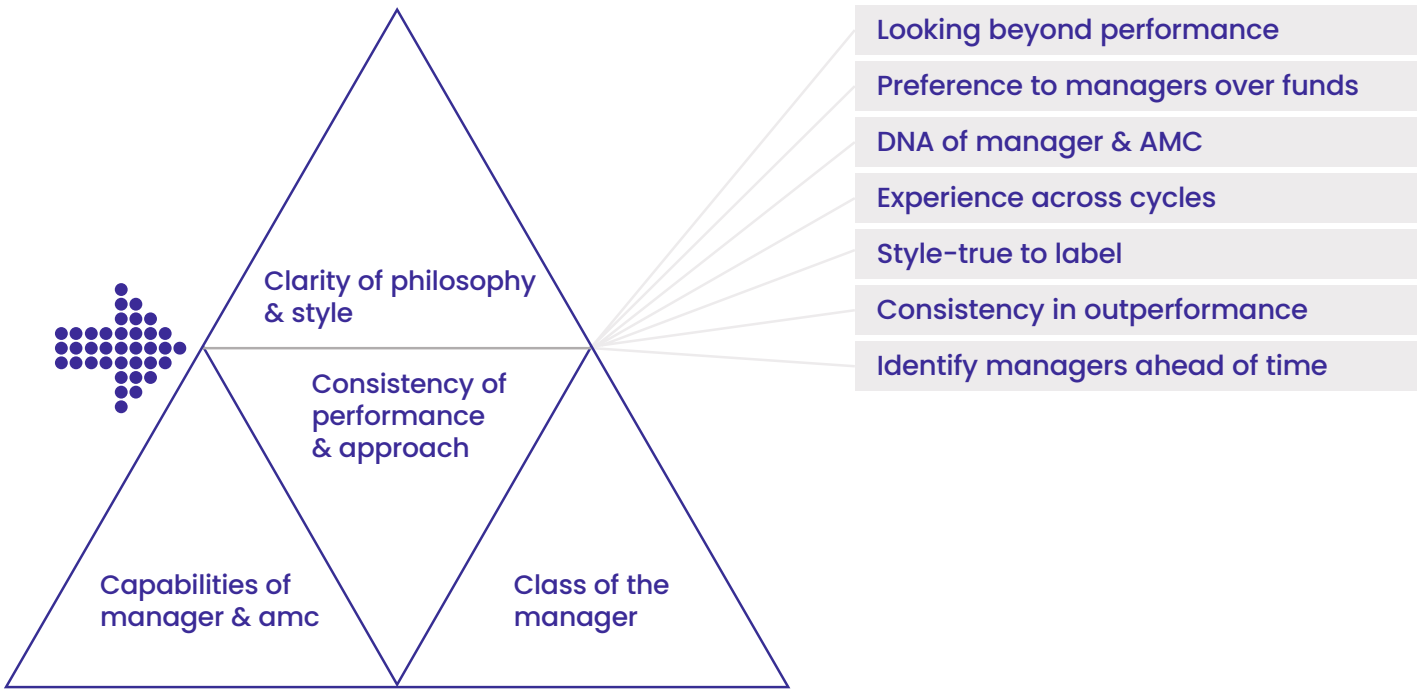 Clarity of philosophy
& style
Consistency of
performance
& approach
Capabilities of
manager & amc
Class of the
manager
Looking beyond performance
Preference to managers over funds
DNA of manager & AMC
Experience across cycles
Style-true to label
Consistency in outperformance
Identify managers ahead of time